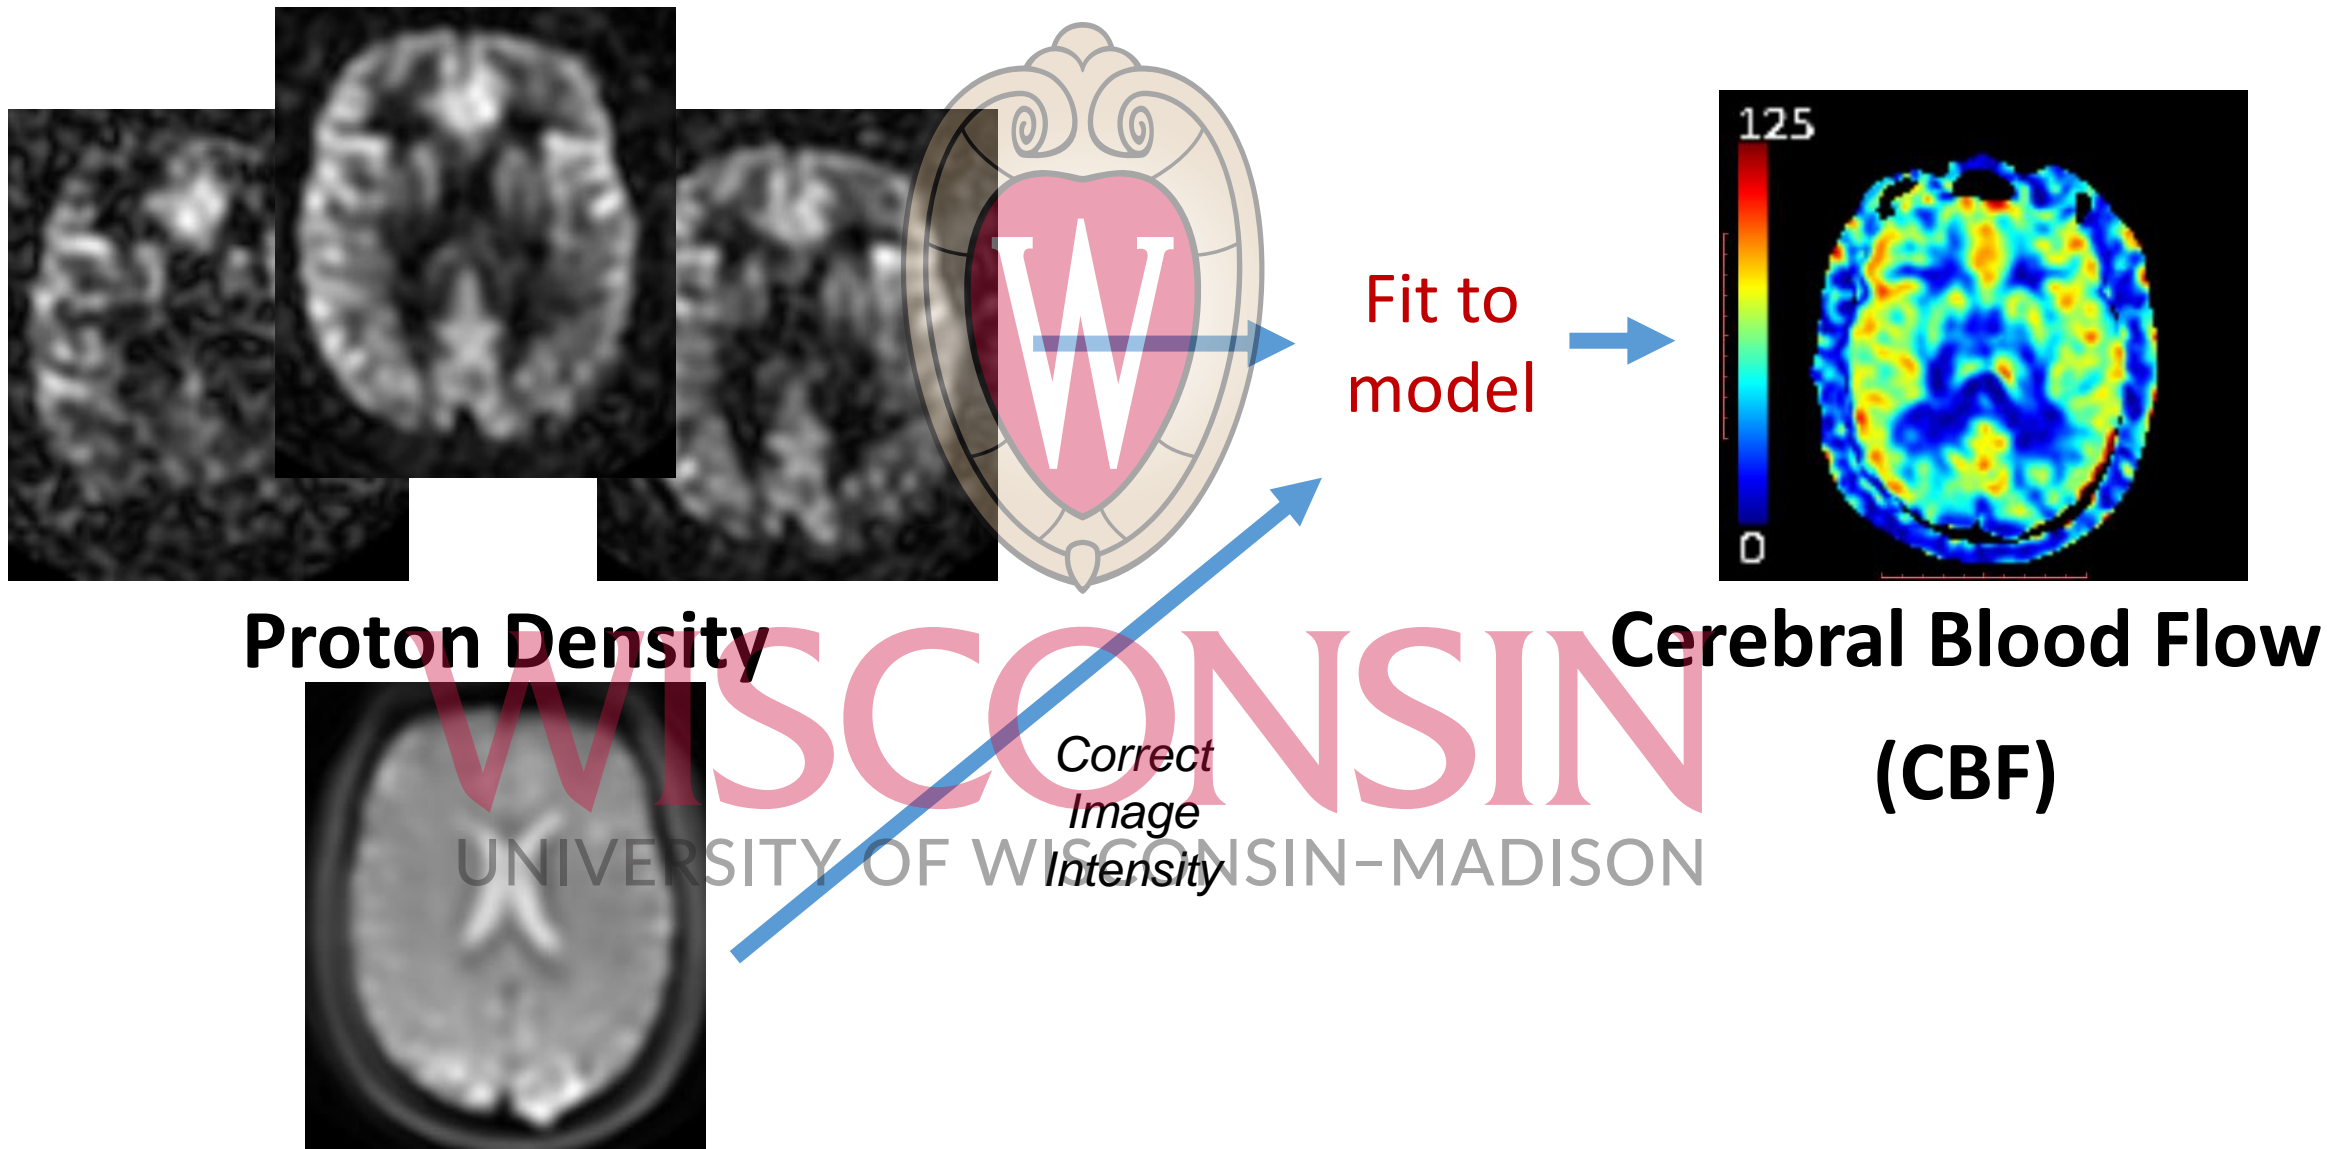 125
0
W
Fit to
model
Proton Density
Cerebral Blood Flow
(CBF)
WISCONSIN
UNIVERSITY OF WISCONSIN–MADISON
Correct
Image
Intensity